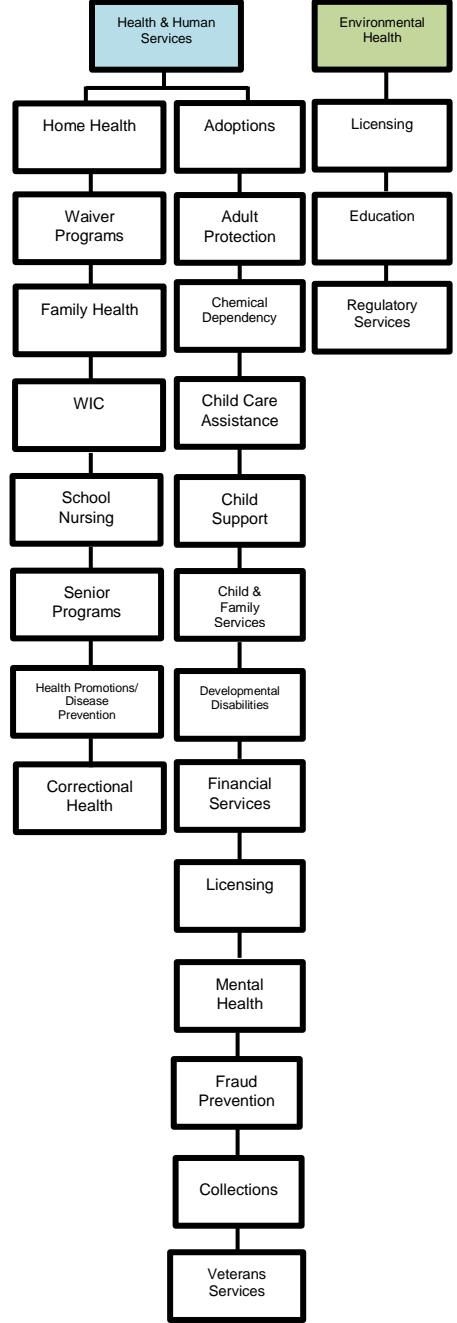 Health & Human
Services
Environmental
Health
Home Health
Waiver
Programs
Family Health
WIC
School
Nursing
Senior
Programs
Health Promotions/
Disease
Prevention
Correctional
Health
Adoptions
Adult
Protection
Chemical
Dependency
Child Care
Assistance
Child
Support
Child &
Family
Services
Developmental
Disabilities
Financial
Services
Licensing
Mental
Health
Fraud
Prevention
Collections
Veterans
Services
Licensing
Education
Regulatory
Services